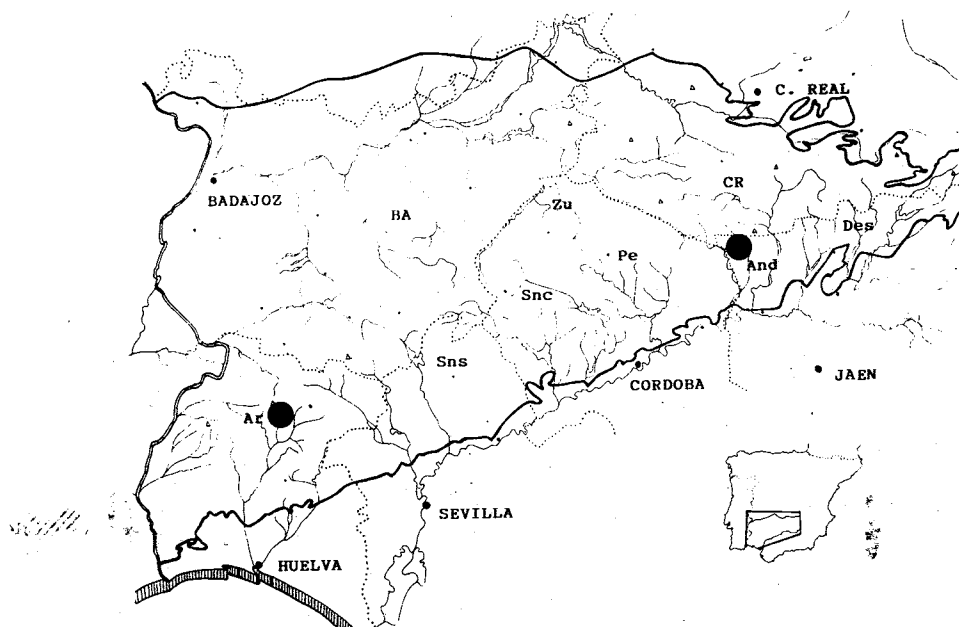 C. REAL
CR
BADAJOZ
BA
Zu
Des
Pe
And
Snc
Sns
JAEN
CORDOBA
Ar
SEVILLA
HUELVA